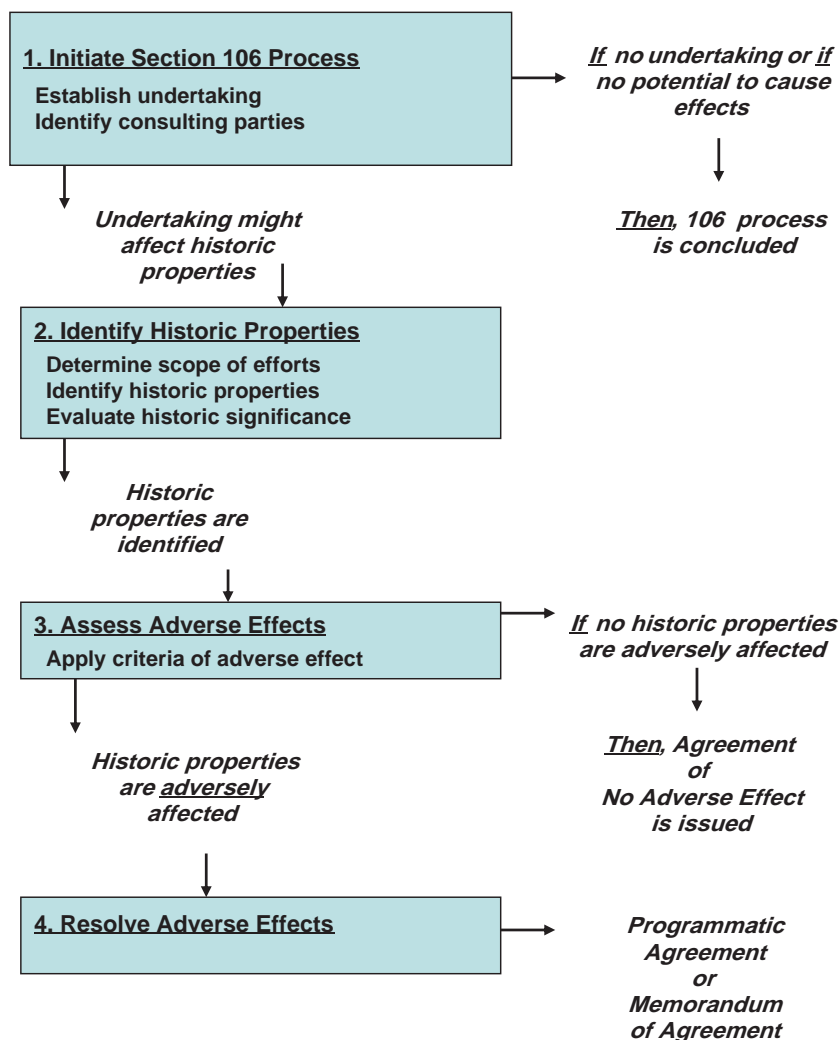 1. Initiate Section 106 Process
Establish undertaking
Identify consulting parties
If no undertaking or if
no potential to cause
effects
Then, 106 process
is concluded
Undertaking might
affect historic
properties
2. Identify Historic Properties
Determine scope of efforts
Identify historic properties
Evaluate historic significance
Historic
properties are
identified
3. Assess Adverse Effects
Apply criteria of adverse effect
If no historic properties
are adversely affected
Then, Agreement
of
No Adverse Effect
is issued
Historic properties
are adversely
affected
4. Resolve Adverse Effects
Programmatic
Agreement
or
Memorandum
of Agreement